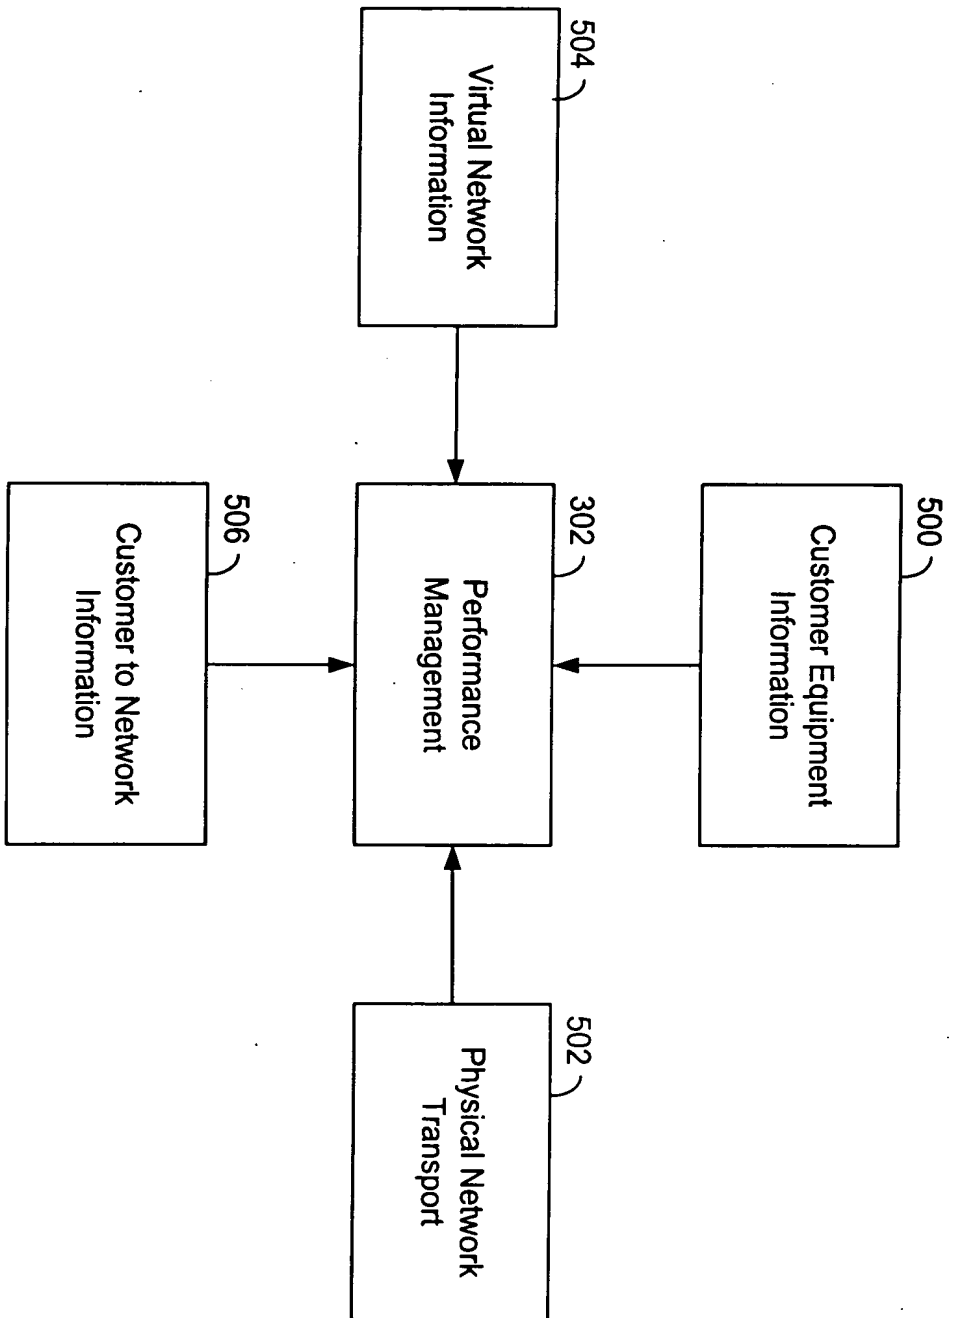 500
Customer Equipment
Information
504
Virtual Network
Information
302
Performance
Management
502
Physical Network
Transport
506
Customer to Network
Information